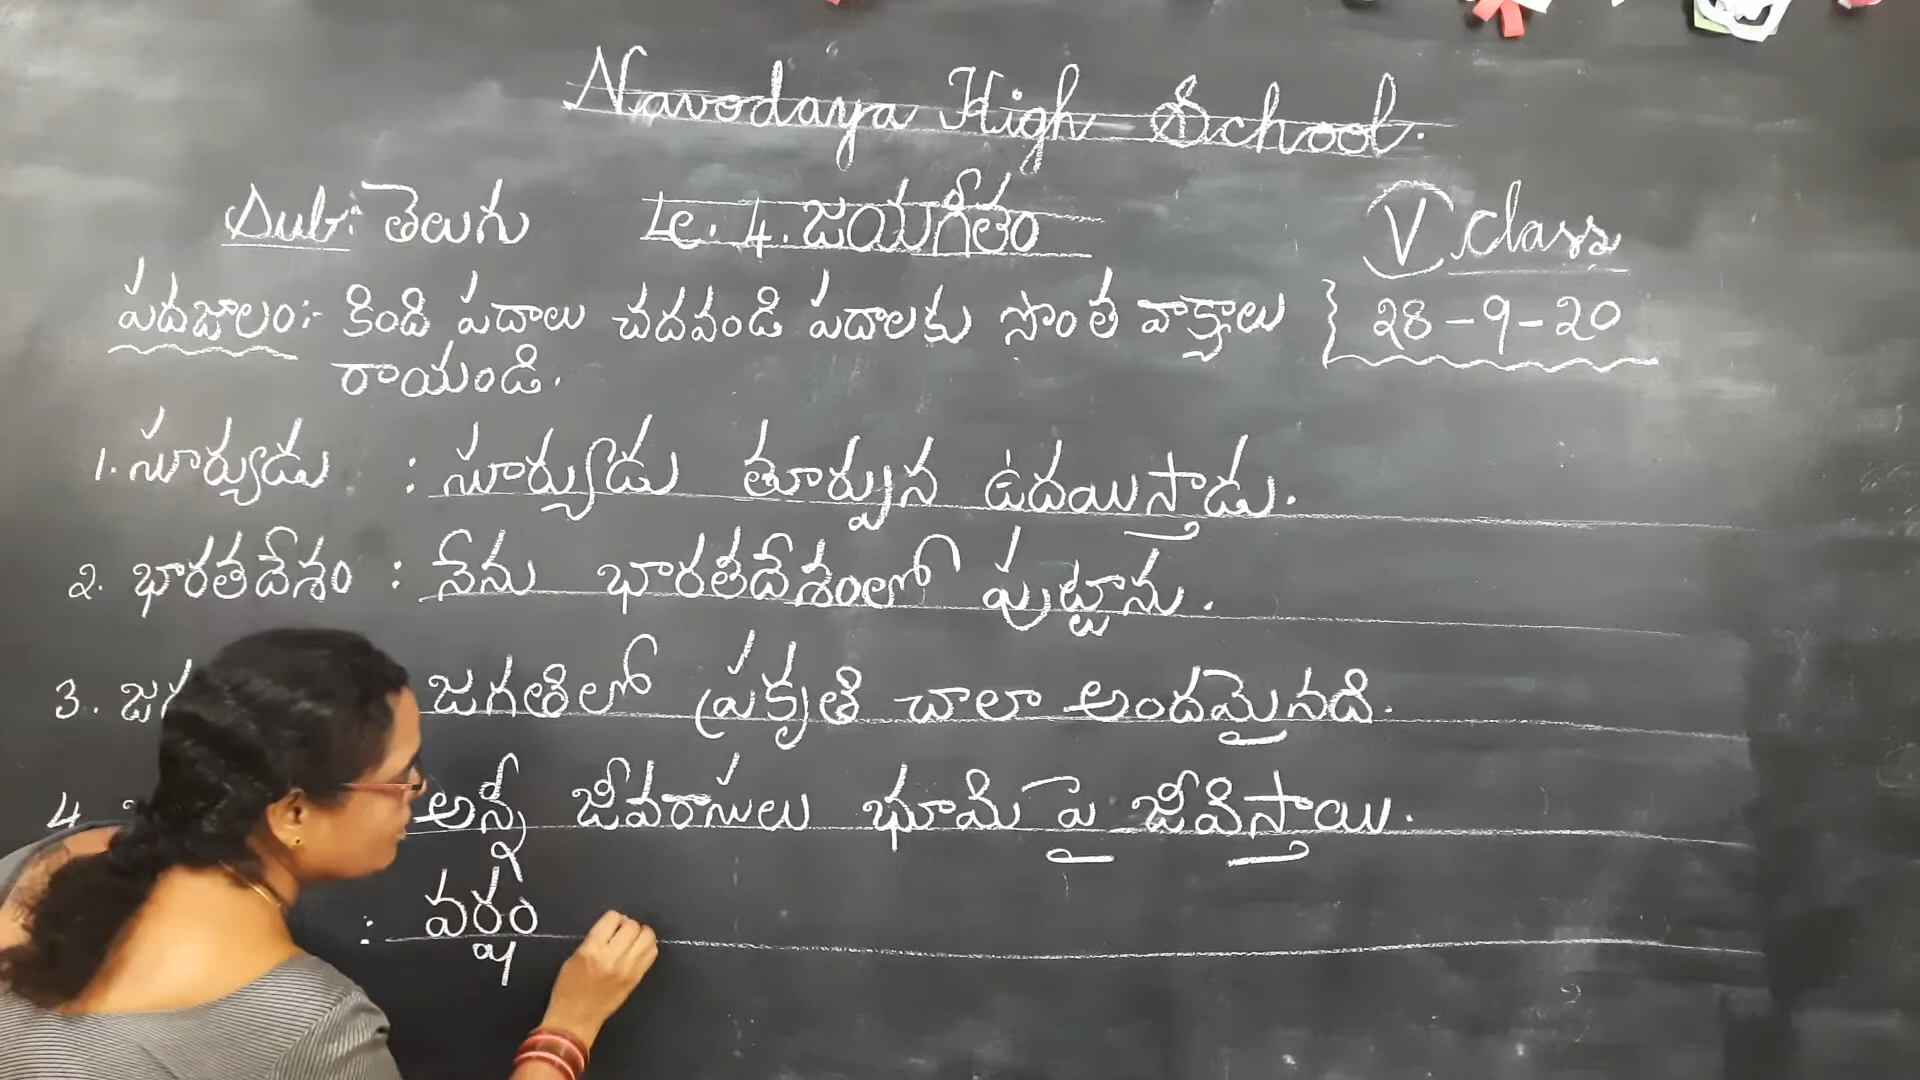 Navodaya High School.
Sub: తెలుగు Le. 4. జయగీతం V class
పదజాలం:- కింది పదాలు చదవండి పదాలకు సొంత వాక్యాలు 28-9-20
రాయండి.
1. సూర్యుడు : సూర్యుడు తూర్పున ఉదయిస్తాడు.
2. భారతదేశం : నేను భారతదేశంలో పుట్టాను.
3. జగతిలో ప్రకృతి చాలా అందమైనది.
4 అన్ని జీవరాసులు భూమి పై జీవిస్తాయి.
: వర్షం